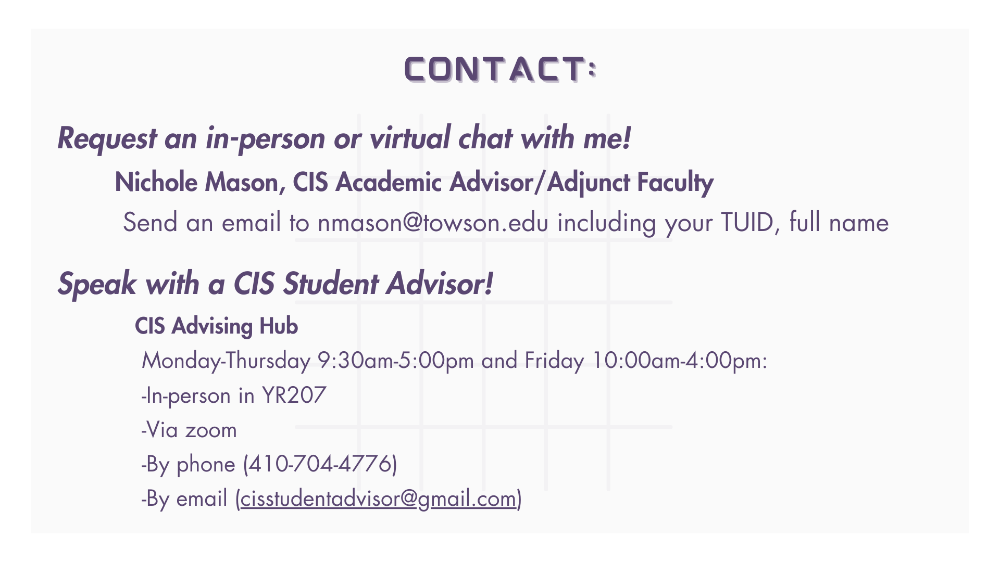 CONTACT:
Request an in-person or virtual chat with me!
Nichole Mason, CIS Academic Advisor/Adjunct Faculty
Send an email to nmason@towson.edu including your TUID, full name
Speak with a CIS Student Advisor!
CIS Advising Hub
Monday-Thursday 9:30am-5:00pm and Friday 10:00am-4:00pm:
-In-person in YR207
-Via zoom
-By phone (410-704-4776)
-By email (cisstudentadvisor@gmail.com)